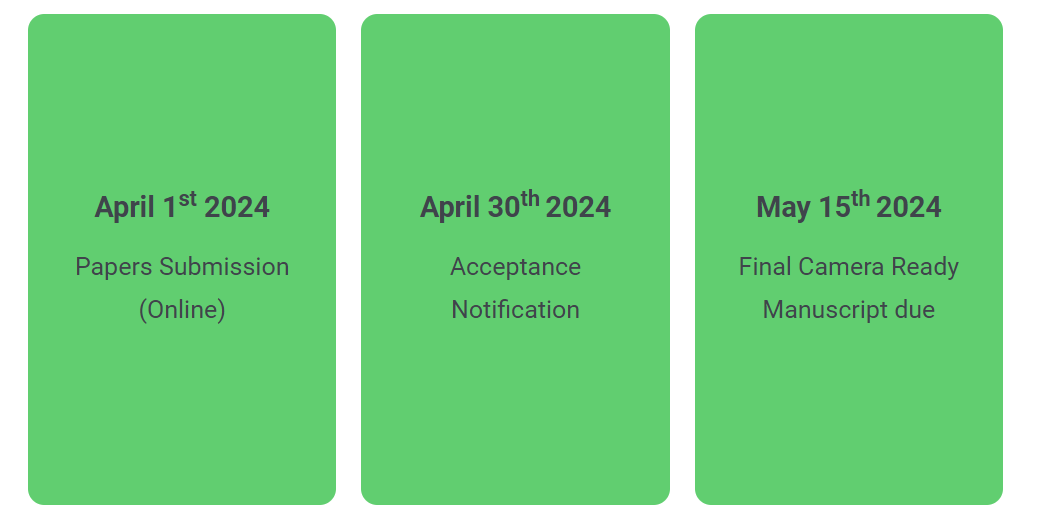 April 1st 2024
Papers Submission
(Online)
April 30th 2024
Acceptance
Notification
May 15th 2024
Final Camera Ready
Manuscript due